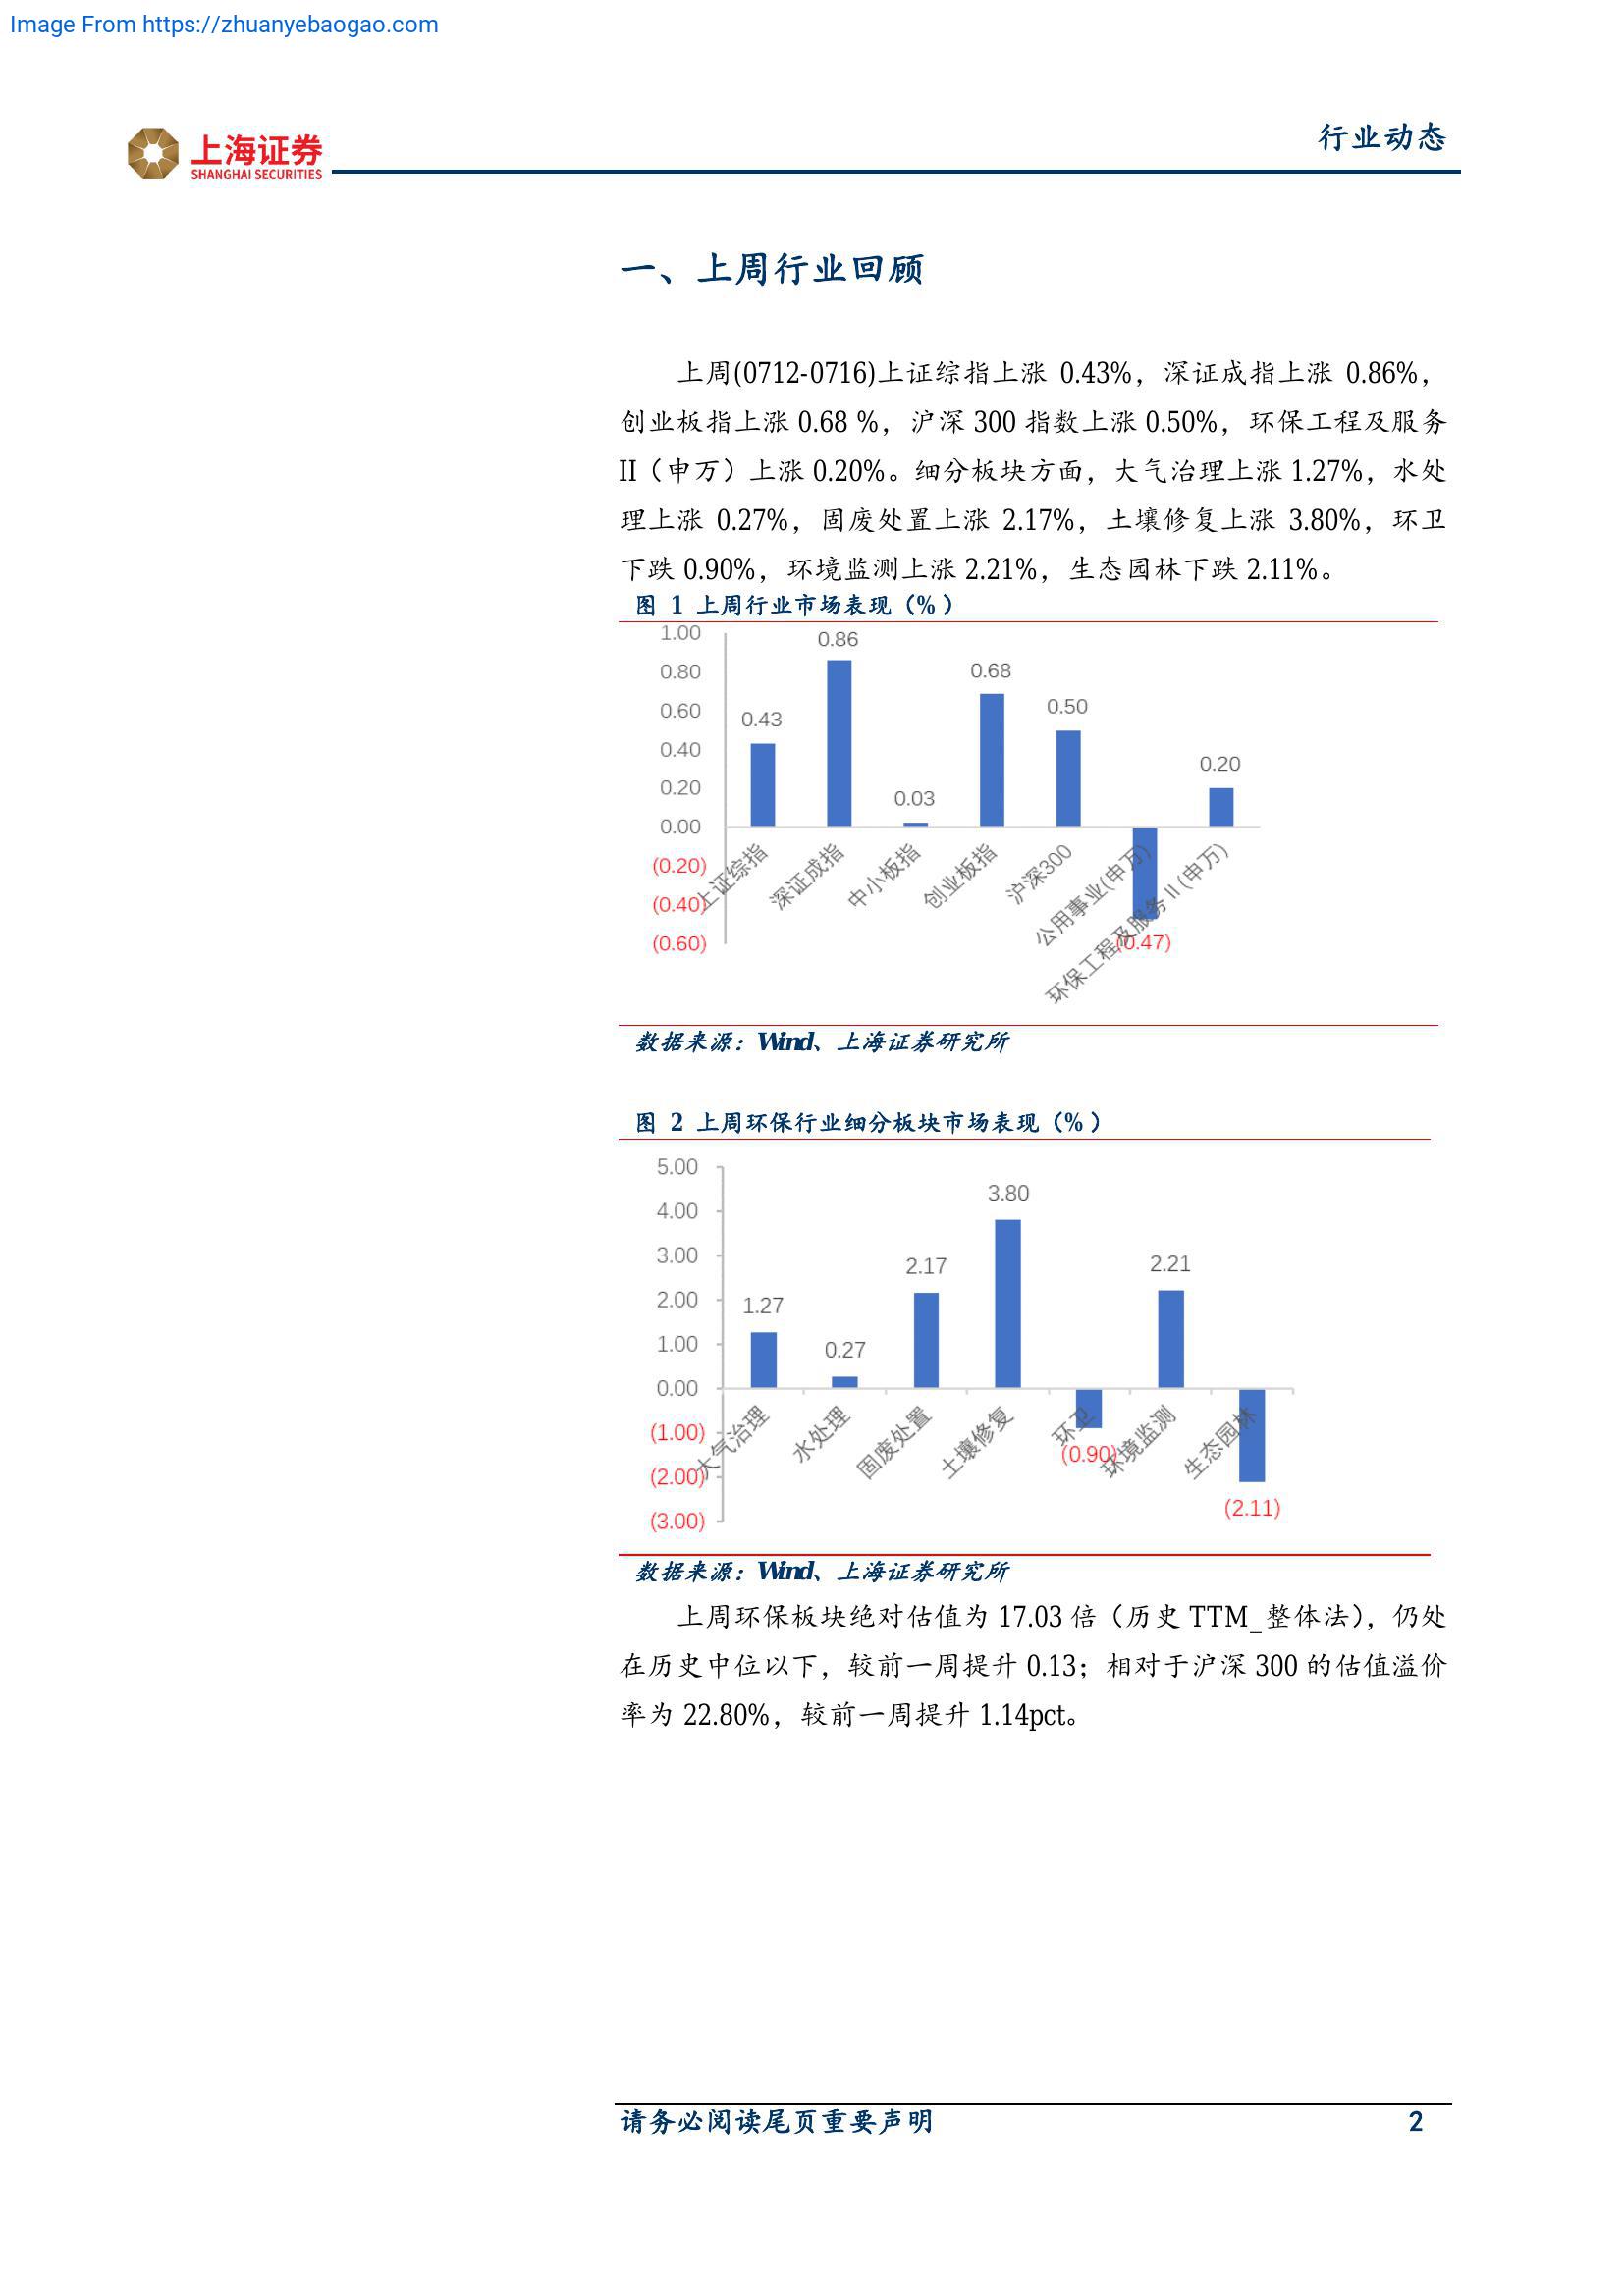 Image From https://zhuanyebaogao.com
上海证券
SHANGHAI SECURITIES
行业动态
一、上周行业回顾
上周(0712-0716)上证综指上涨 0.43%，深证成指上涨 0.86%，
创业板指上涨 0.68 %，沪深 300 指数上涨 0.50%，环保工程及服务
II（申万）上涨 0.20%。细分板块方面，大气治理上涨 1.27%，水处
理上涨 0.27%，固废处置上涨 2.17%，土壤修复上涨 3.80%，环卫
下跌 0.90%，环境监测上涨 2.21%，生态园林下跌 2.11%。
图 1 上周行业市场表现（%）
1.00
0.80
0.60
0.40
0.20
0.00
(0.20)
(0.40)
(0.60)
0.43
0.86
0.03
0.68
0.50
(0.47)
0.20
上证综指
深证成指
中小板指
创业板指
沪深300
公用事业(申万)
环保工程及服务Ⅱ(申万)
数据来源：Wind、上海证券研究所
图 2 上周环保行业细分板块市场表现（%）
5.00
4.00
3.00
2.00
1.00
0.00
(1.00)
(2.00)
(3.00)
1.27
0.27
2.17
3.80
(0.90)
2.21
(2.11)
大气治理
水处理
固废处置
土壤修复
环卫
环境监测
生态园林
数据来源：Wind、上海证券研究所
上周环保板块绝对估值为 17.03 倍（历史 TTM_整体法），仍处
在历史中位以下，较前一周提升 0.13；相对于沪深 300 的估值溢价
率为 22.80%，较前一周提升 1.14pct。
请务必阅读尾页重要声明
2